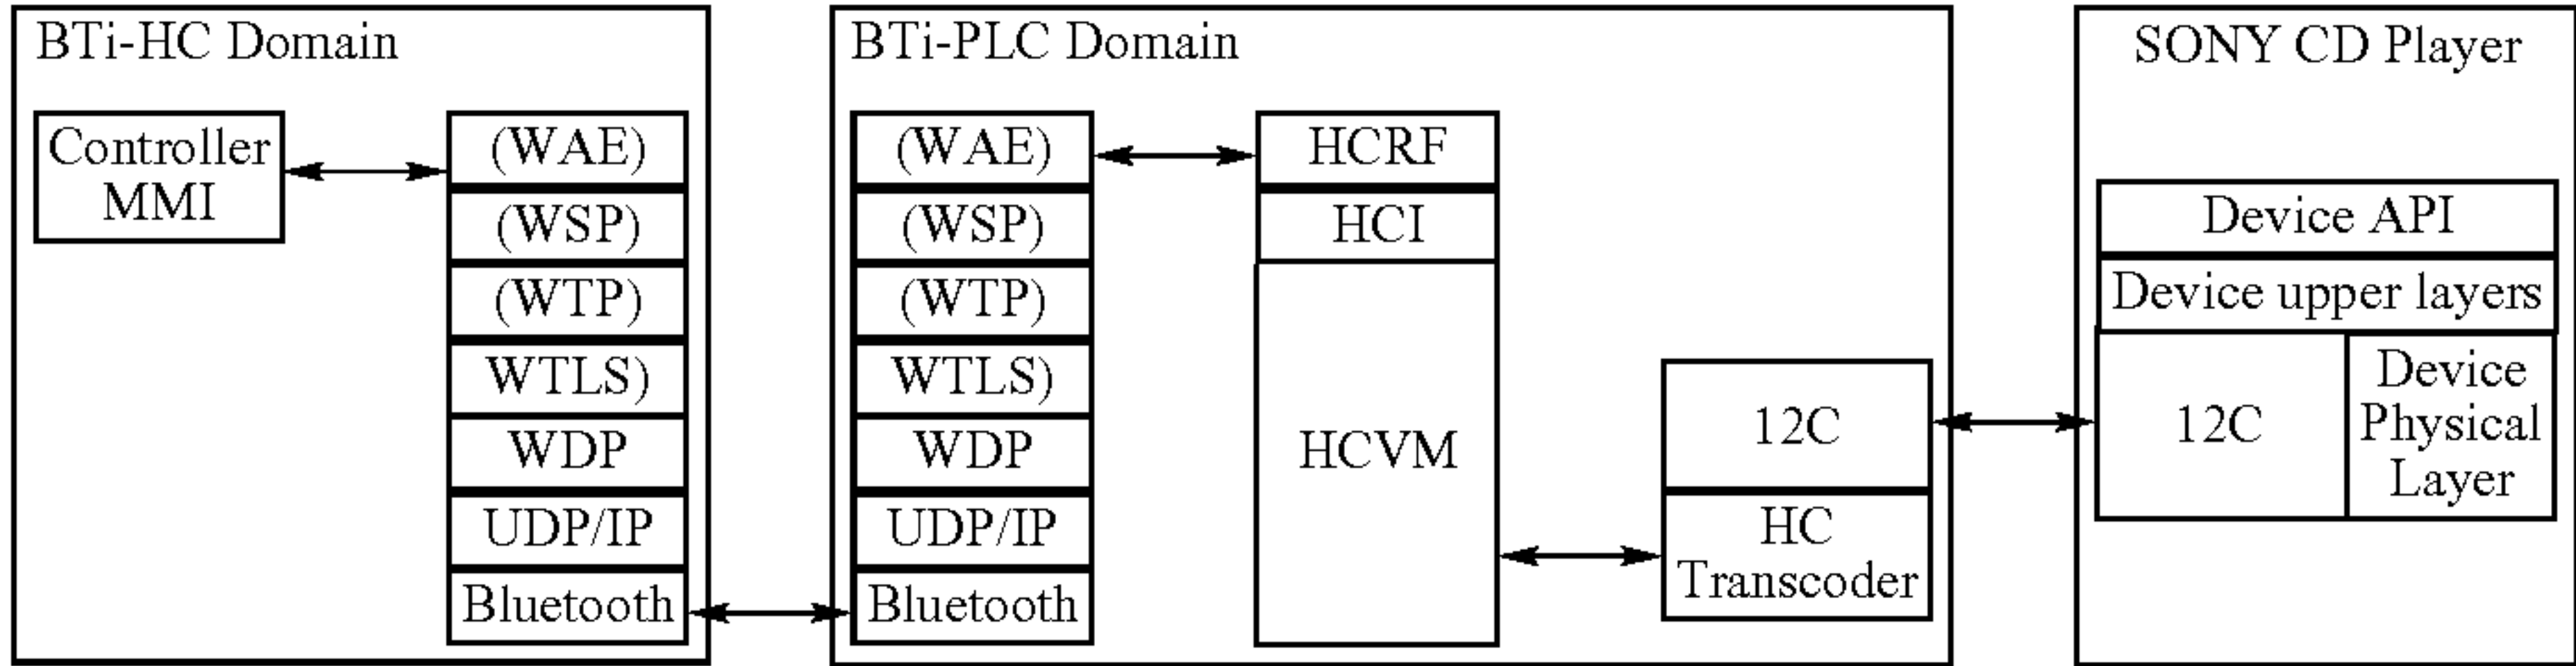 BTi-HC Domain
Controller
MMI
(WAE)
(WSP)
(WTP)
WTLS)
WDP
UDP/IP
Bluetooth
BTi-PLC Domain
(WAE)
(WSP)
(WTP)
WTLS)
WDP
UDP/IP
Bluetooth
HCRF
HCI
HCVM
12C
HC
Transcoder
SONY CD Player
Device API
Device upper layers
12C
Device
Physical
Layer